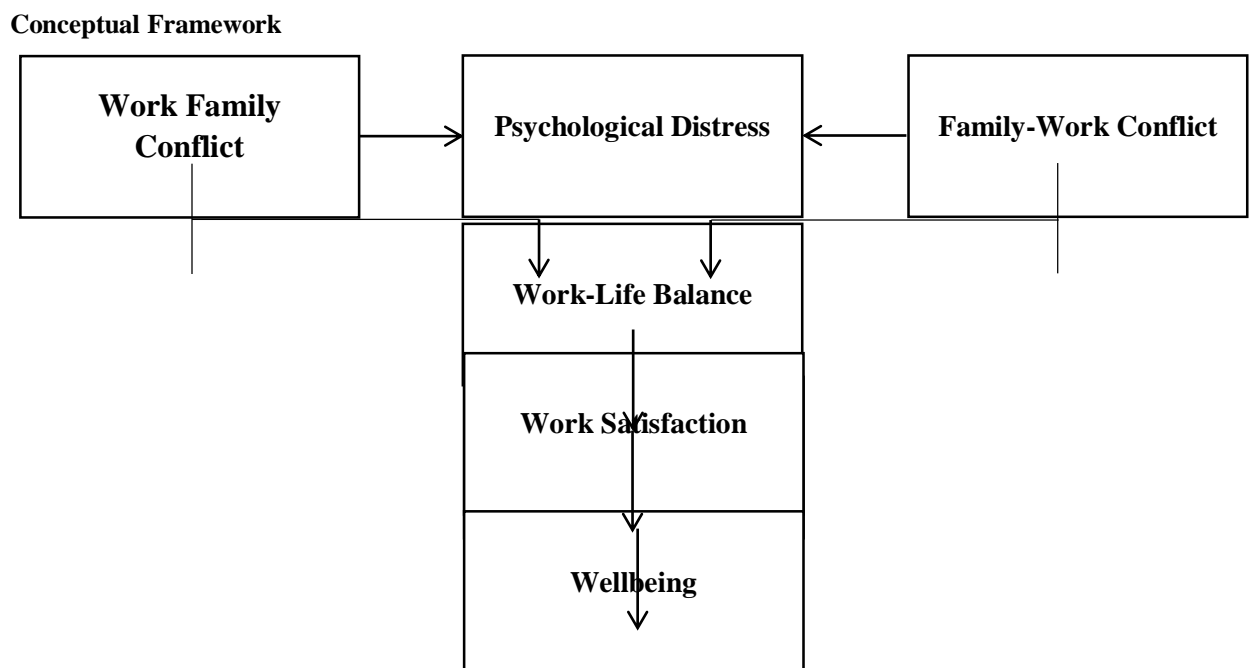 Conceptual Framework
Work Family
Conflict
Psychological Distress
Family-Work Conflict
Work-Life Balance
Work Satisfaction
Wellbeing